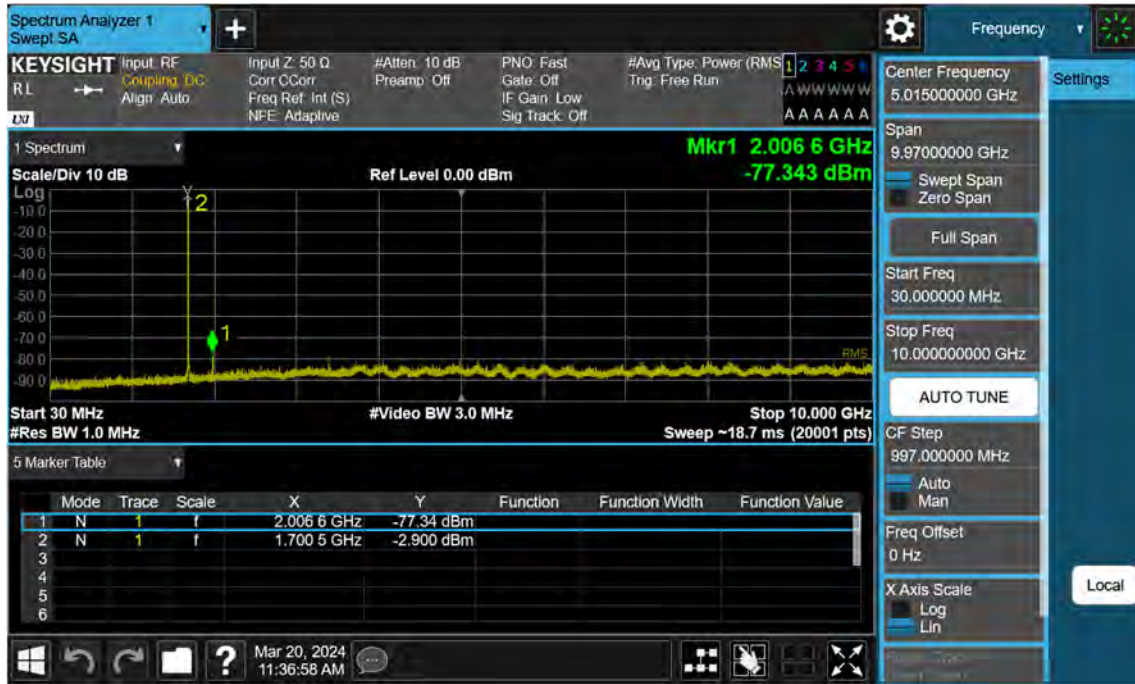 Spectrum Analyzer 1
Swept SA
+
Frequency
KEYSIGHT
RL
LXI
Input: RF
Coupling: DC
Align: Auto
Input Z: 50 Ω
Corr CCorr
Freq Ref: Int (S)
NFE: Adaptive
#Atten: 10 dB
Preamp: Off
PNO: Fast
Gate: Off
IF Gain: Low
Sig Track: Off
#Avg Type: Power (RMS
Trig: Free Run
1 2 3 4 5 6
A W W W W W
A A A A A A
1 Spectrum
Scale/Div 10 dB
Ref Level 0.00 dBm
Mkr1 2.006 6 GHz
-77.343 dBm
Log
-10.0
-20.0
-30.0
-40.0
-50.0
-60.0
-70.0
-80.0
-90.0
2
1
RMS
Start 30 MHz
#Video BW 3.0 MHz
Stop 10.000 GHz
#Res BW 1.0 MHz
Sweep ~18.7 ms (20001 pts)
5 Marker Table
Mode Trace Scale X Y Function Function Width Function Value
1 N 1 f 2.006 6 GHz -77.34 dBm
2 N 1 f 1.700 5 GHz -2.900 dBm
3
4
5
6
Mar 20, 2024
11:36:58 AM
?
Center Frequency
5.015000000 GHz
Span
9.97000000 GHz
Swept Span
Zero Span
Full Span
Start Freq
30.000000 MHz
Stop Freq
10.000000000 GHz
AUTO TUNE
CF Step
997.000000 MHz
Auto
Man
Freq Offset
0 Hz
X Axis Scale
Log
Lin
Settings
Local